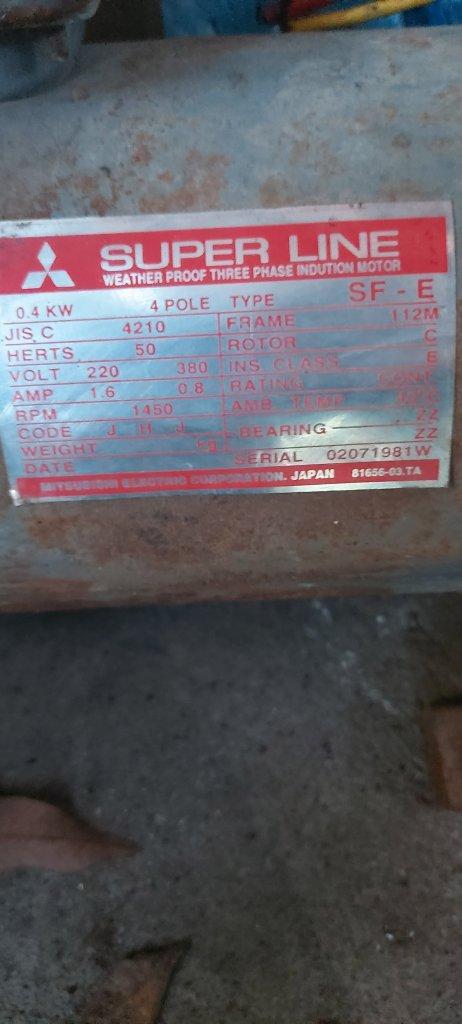 SUPER LINE
WEATHER PROOF THREE PHASE INDUTION MOTOR
0.4 KW 4 POLE TYPE SF - E
JIS C 4210 FRAME 112M
HERTS 50 ROTOR C
VOLT 220 380 INS. CLASS E
AMP 1.6 0.8 RATING CONT
RPM 1450 AMB. TEMP
CODE J H J BEARING ZZ
WEIGHT kg ZZ
DATE SERIAL 02071981W
MITSUBISHI ELECTRIC CORPORATION. JAPAN 81656-03.TA